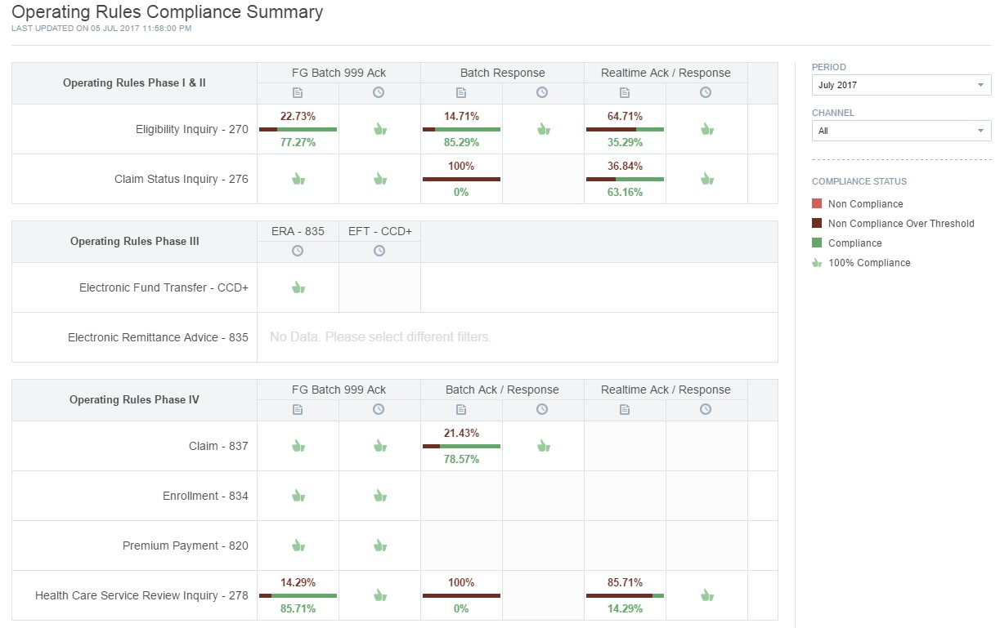 Operating Rules Compliance Summary
LAST UPDATED ON 05 JUL 2017 11:58:00 PM
Operating Rules Phase I & II
FG Batch 999 Ack
Batch Response
Realtime Ack / Response
Eligibility Inquiry - 270
22.73%
77.27%
14.71%
85.29%
64.71%
35.29%
Claim Status Inquiry - 276
100%
0%
36.84%
63.16%
Operating Rules Phase III
ERA - 835
EFT - CCD+
Electronic Fund Transfer - CCD+
Electronic Remittance Advice - 835
No Data. Please select different filters.
Operating Rules Phase IV
FG Batch 999 Ack
Batch Ack / Response
Realtime Ack / Response
Claim - 837
21.43%
78.57%
Enrollment - 834
Premium Payment - 820
Health Care Service Review Inquiry - 278
14.29%
85.71%
100%
0%
85.71%
14.29%
PERIOD
July 2017
CHANNEL
All
COMPLIANCE STATUS
Non Compliance
Non Compliance Over Threshold
Compliance
100% Compliance